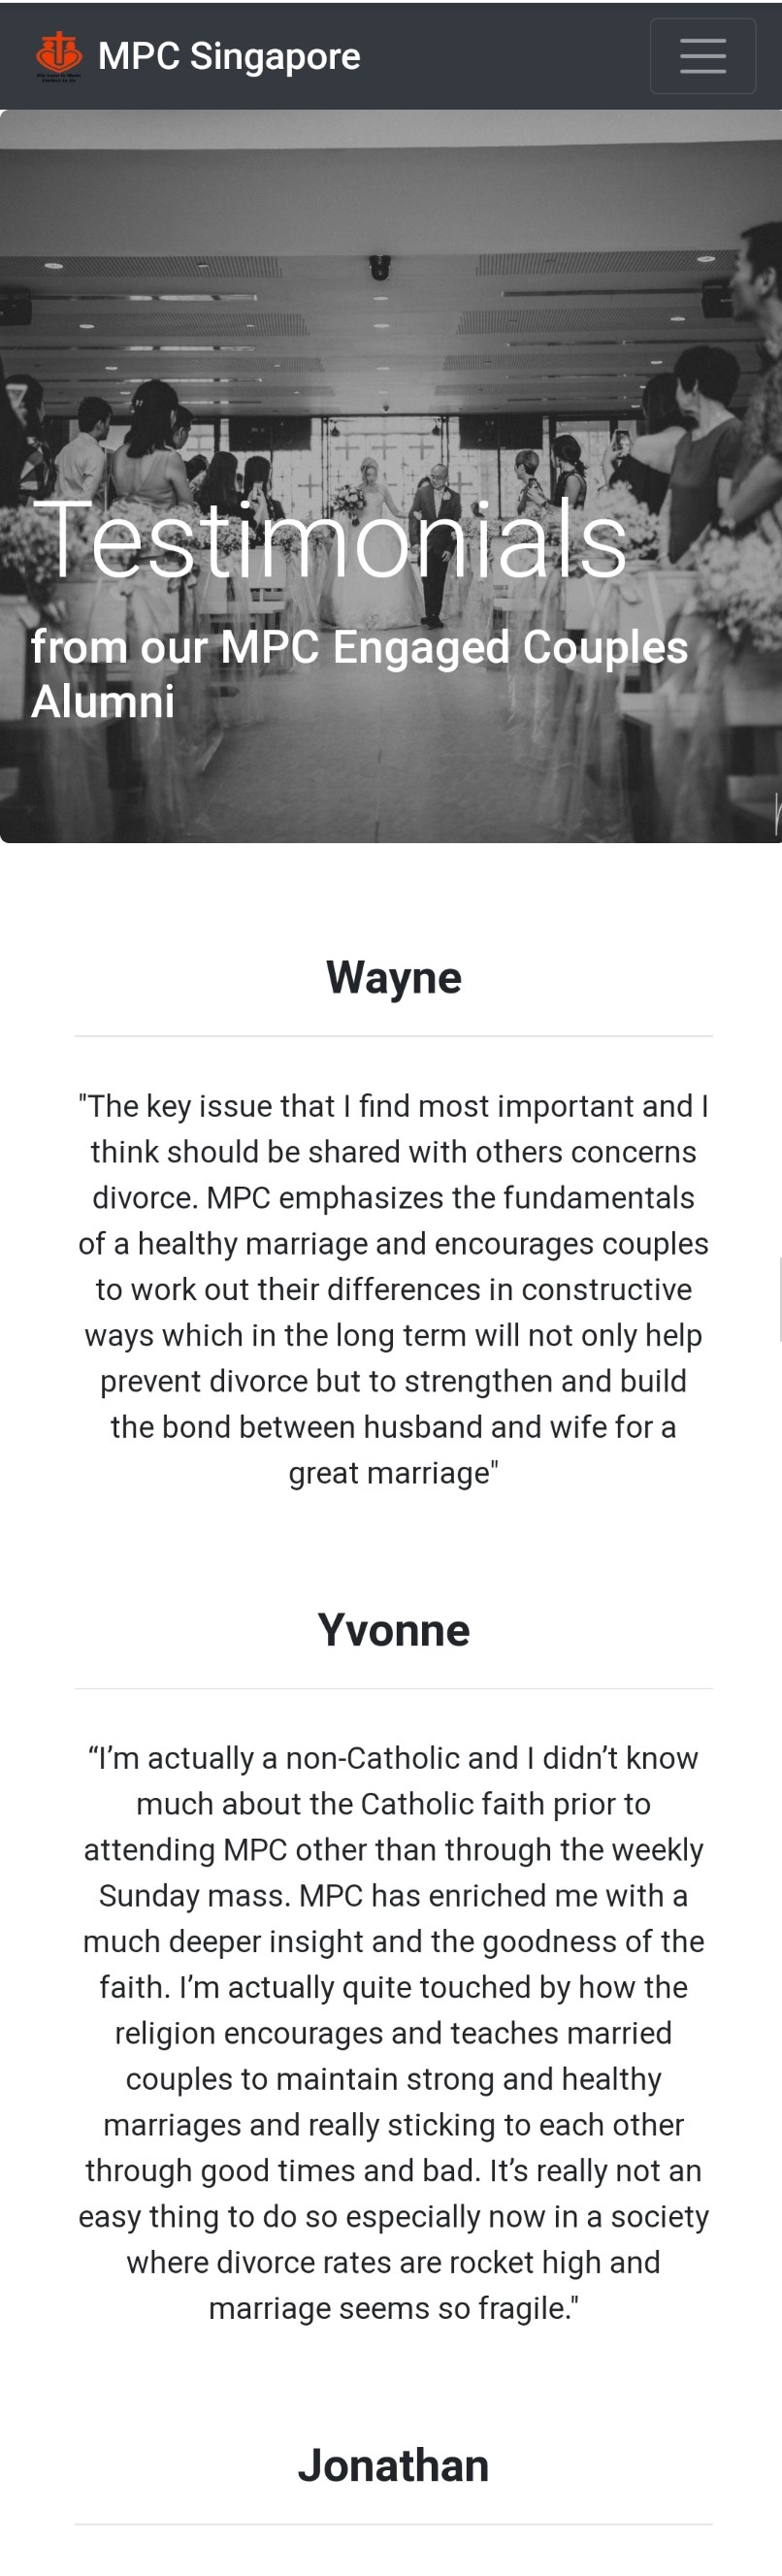 MPC Singapore
Testimonials
from our MPC Engaged Couples
Alumni
Wayne
"The key issue that I find most important and I
think should be shared with others concerns
divorce. MPC emphasizes the fundamentals
of a healthy marriage and encourages couples
to work out their differences in constructive
ways which in the long term will not only help
prevent divorce but to strengthen and build
the bond between husband and wife for a
great marriage"
Yvonne
“I’m actually a non-Catholic and I didn’t know
much about the Catholic faith prior to
attending MPC other than through the weekly
Sunday mass. MPC has enriched me with a
much deeper insight and the goodness of the
faith. I’m actually quite touched by how the
religion encourages and teaches married
couples to maintain strong and healthy
marriages and really sticking to each other
through good times and bad. It’s really not an
easy thing to do so especially now in a society
where divorce rates are rocket high and
marriage seems so fragile."
Jonathan